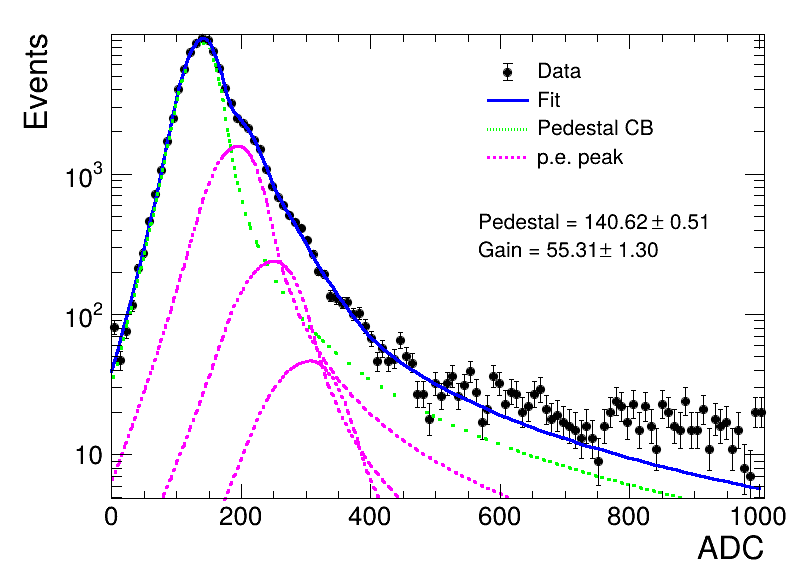 Events
Data
Fit
Pedestal CB
p.e. peak
Pedestal = 140.62± 0.51
Gain = 55.31± 1.30
10³
10²
10
0 200 400 600 800 1000
ADC